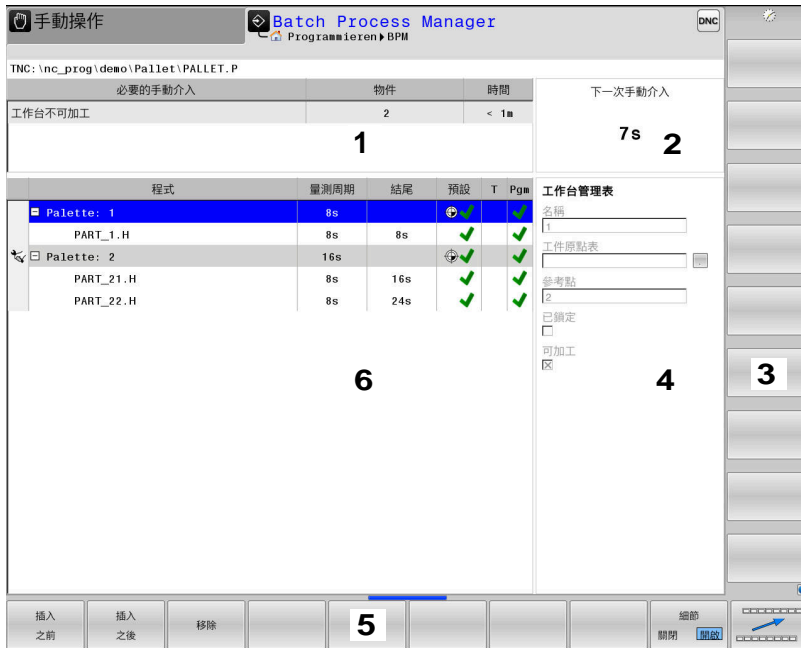 手動操作
Batch Process Manager
DNC
Programmieren▶BPM
TNC:\nc_prog\demo\Pallet\PALLET.P
必要的手動介入 物件 時間
工作台不可加工 2 < 1m
1
下一次手動介入
7s
2
程式 量測周期 結尾 預設 T Pgm
Palette: 1 8s
PART_1.H 8s 8s
Palette: 2 16s
PART_21.H 8s 16s
PART_22.H 8s 24s
6
工作台管理表
名稱
1
工件原點表
參考點
2
已鎖定
可加工
4
3
插入 之前
插入 之後
移除
5
細節
關閉 開啟